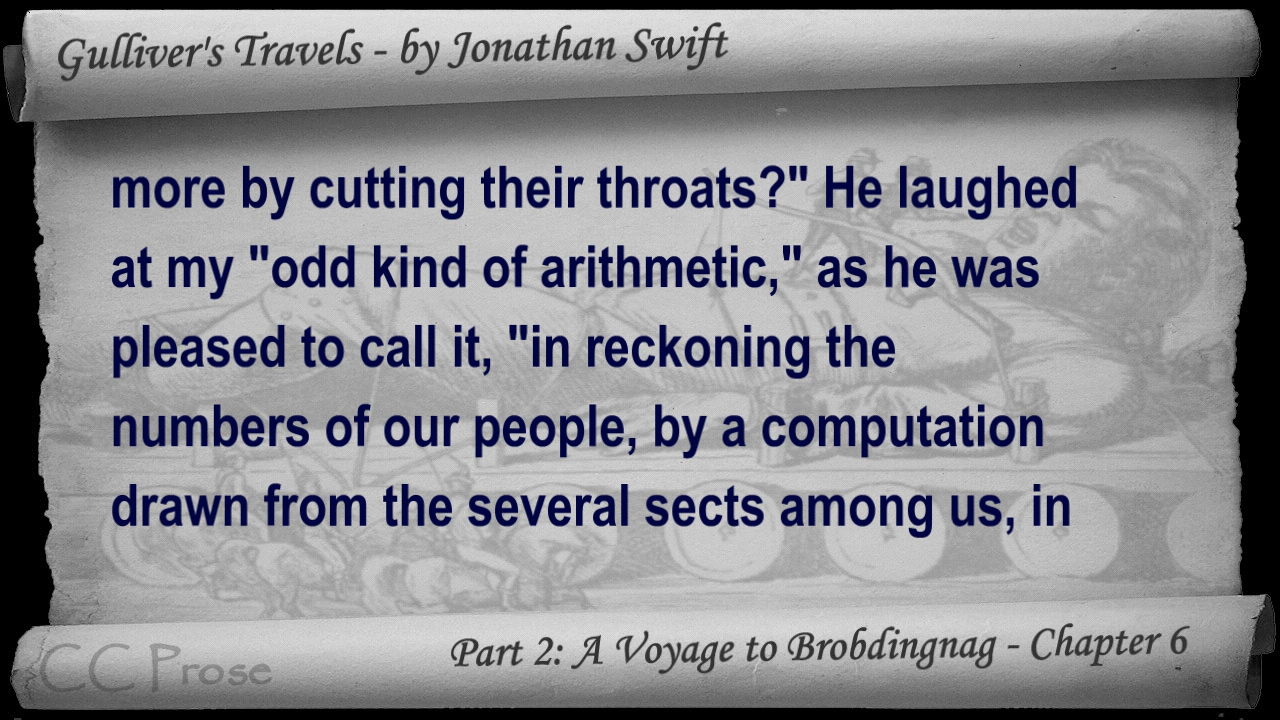 Gulliver's Travels - by Jonathan Swift
more by cutting their throats?" He laughed
at my "odd kind of arithmetic," as he was
pleased to call it, "in reckoning the
numbers of our people, by a computation
drawn from the several sects among us, in
Part 2: A Voyage to Brobdingnag - Chapter 6
CC Prose